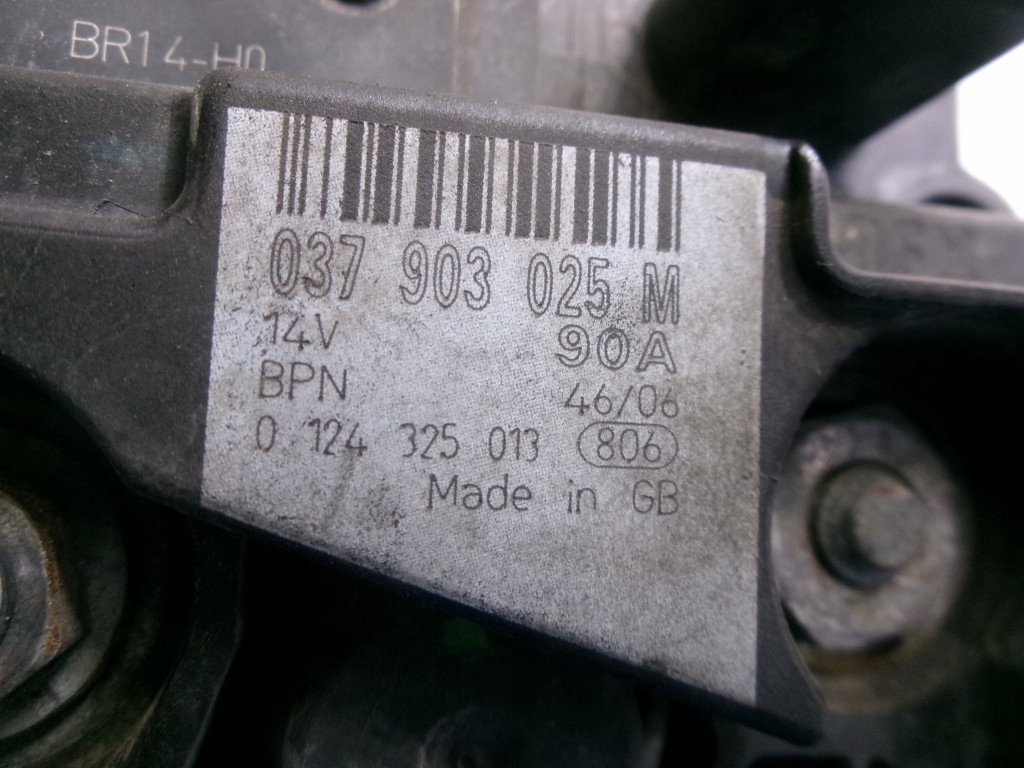 BR14-H0
037 903 025 M
14V 90A
BPN 46/06
0 124 325 013 806
Made in GB